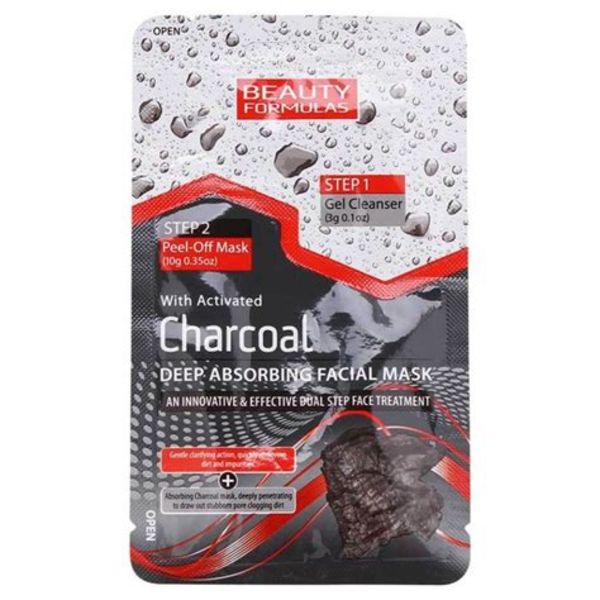 OPEN
BEAUTY
FORMULAS
STEP 1
Gel Cleanser
(3g 0.1oz)
STEP 2
Peel-Off Mask
(10g 0.35oz)
With Activated
Charcoal
DEEP ABSORBING FACIAL MASK
AN INNOVATIVE & EFFECTIVE DUAL STEP FACE TREATMENT
Gentle clarifying action, quickly removing
dirt and impurities
+
Absorbing Charcoal mask, deeply penetrating
to draw out stubborn pore clogging dirt
OPEN